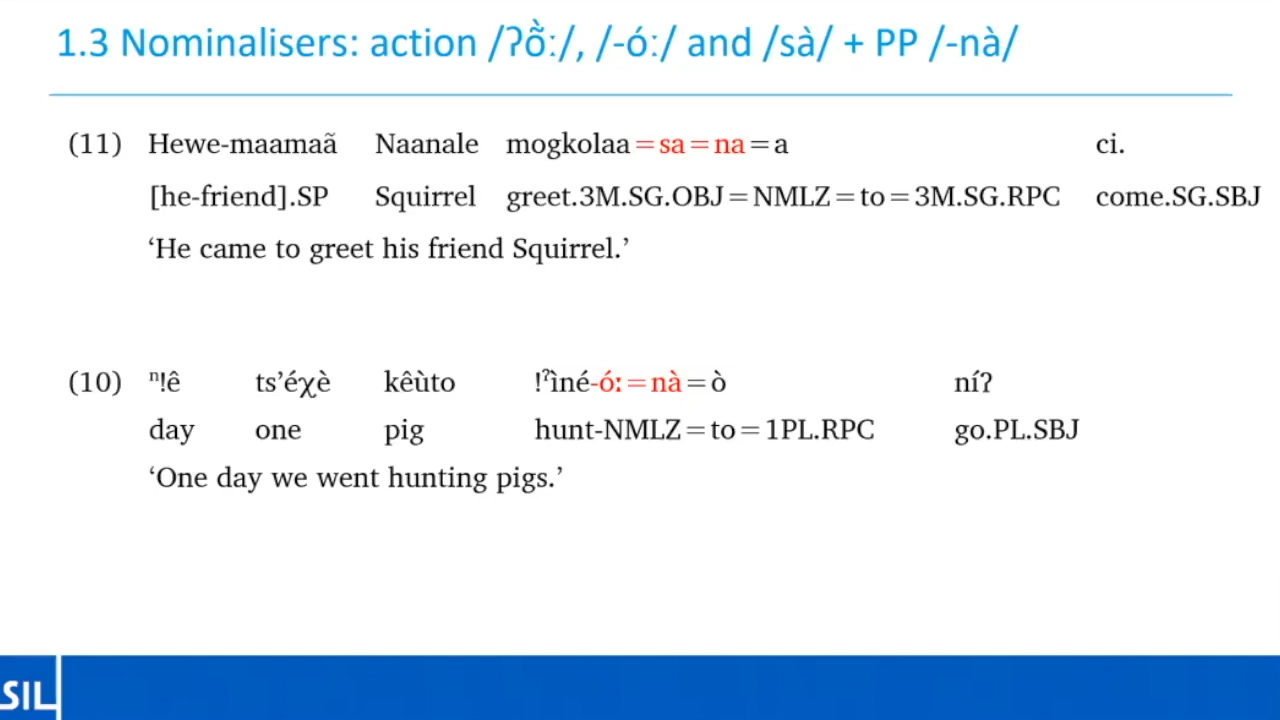 1.3 Nominalisers: action /ʔõ̀ː/, /-óː/ and /sà/ + PP /-nà/
(11) Hewe-maamaã Naanale mogkolaa=sa=na=a ci.
[he-friend].SP Squirrel greet.3M.SG.OBJ=NMLZ=to=3M.SG.RPC come.SG.SBJ
‘He came to greet his friend Squirrel.’
(10) ⁿǃê ts’éχè kêùto ǃˀìné-óː=nà=ò níʔ
day one pig hunt-NMLZ=to=1PL.RPC go.PL.SBJ
‘One day we went hunting pigs.’
SIL